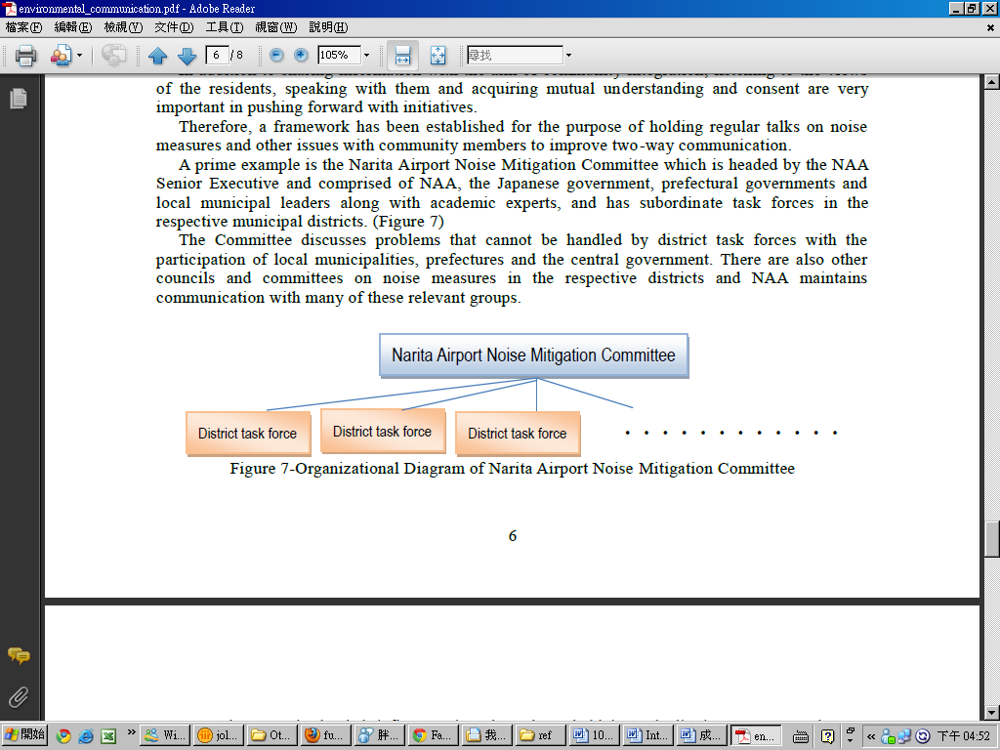 environmental_communication.pdf - Adobe Reader
檔案(F) 編輯(E) 檢視(V) 文件(D) 工具(T) 視窗(W) 說明(H)
6 / 8 105% 尋找
of the residents, speaking with them and acquiring mutual understanding and consent are very
important in pushing forward with initiatives.
Therefore, a framework has been established for the purpose of holding regular talks on noise
measures and other issues with community members to improve two-way communication.
A prime example is the Narita Airport Noise Mitigation Committee which is headed by the NAA
Senior Executive and comprised of NAA, the Japanese government, prefectural governments and
local municipal leaders along with academic experts, and has subordinate task forces in the
respective municipal districts. (Figure 7)
The Committee discusses problems that cannot be handled by district task forces with the
participation of local municipalities, prefectures and the central government. There are also other
councils and committees on noise measures in the respective districts and NAA maintains
communication with many of these relevant groups.
Narita Airport Noise Mitigation Committee
District task force District task force District task force . . . . . . . . . . . .
Figure 7-Organizational Diagram of Narita Airport Noise Mitigation Committee
6
開始 » Wi... jol... Ot... fu... 胖... Fa... 我... ref 10... Int... 成... en... « 下午 04:52